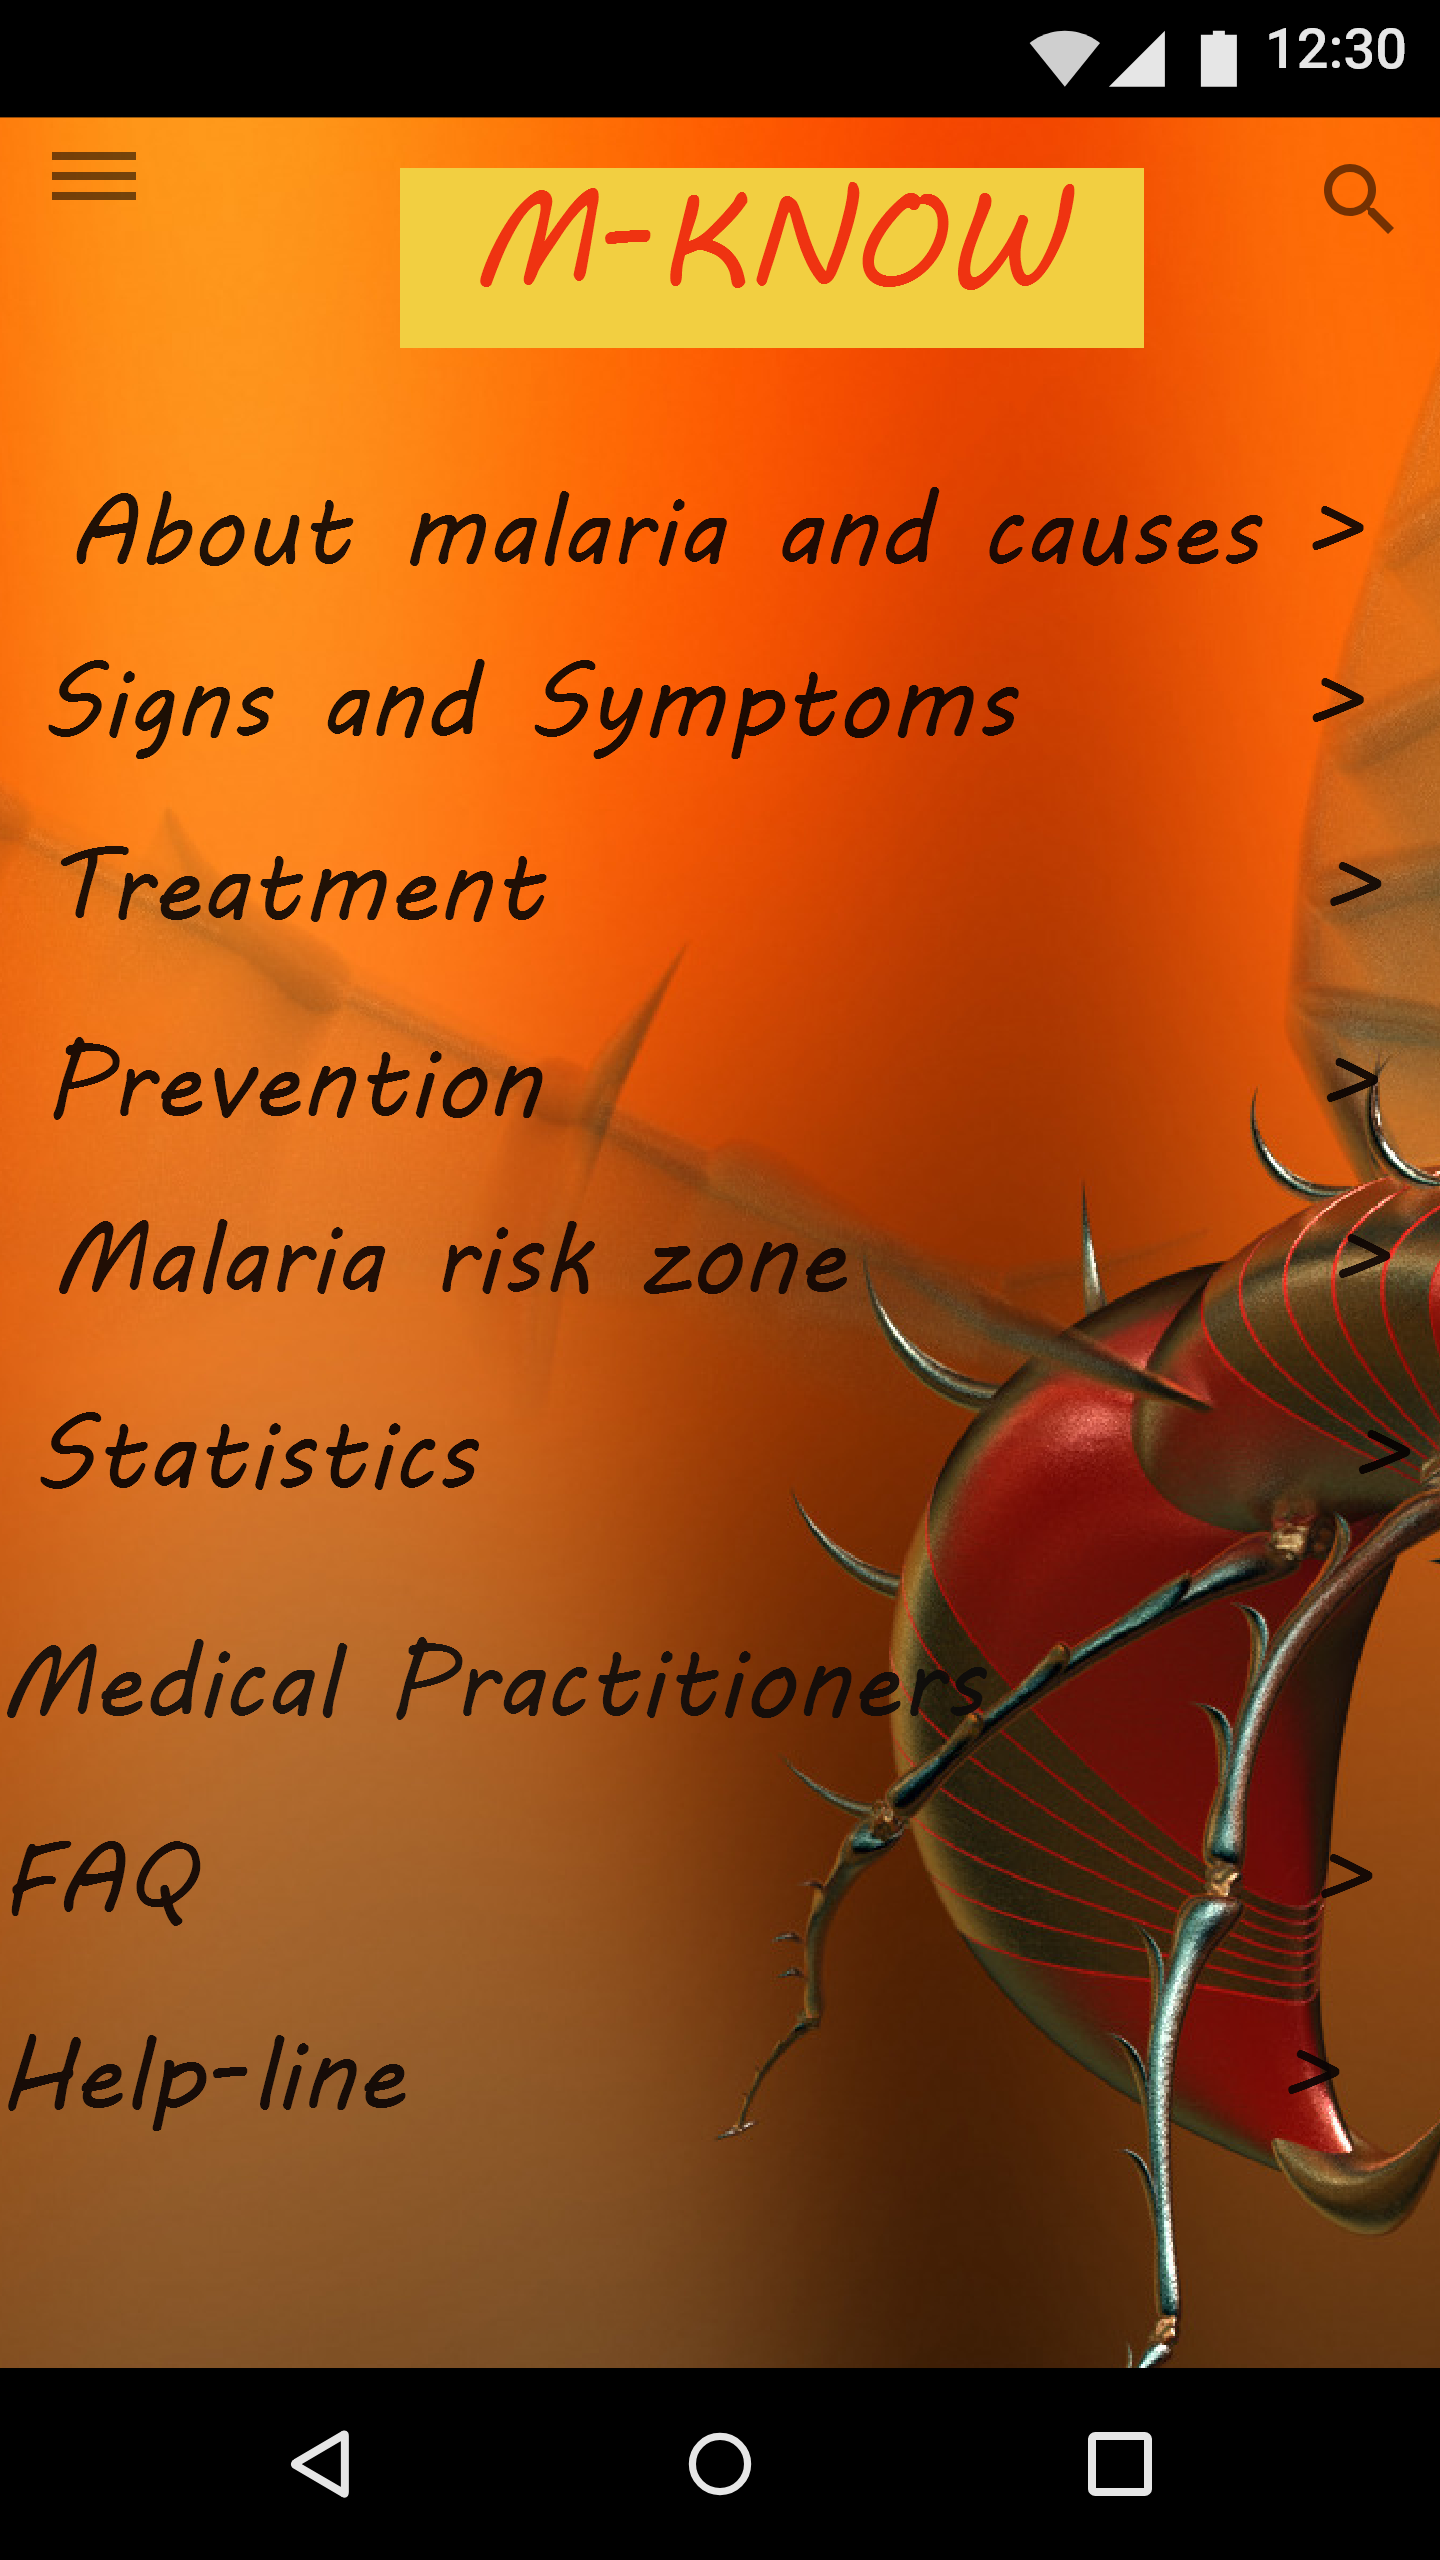 12:30
M-KNOW
About malaria and causes >
Signs and Symptoms >
Treatment >
Prevention >
Malaria risk zone >
Statistics >
Medical Practitioners
FAQ >
Help-line >